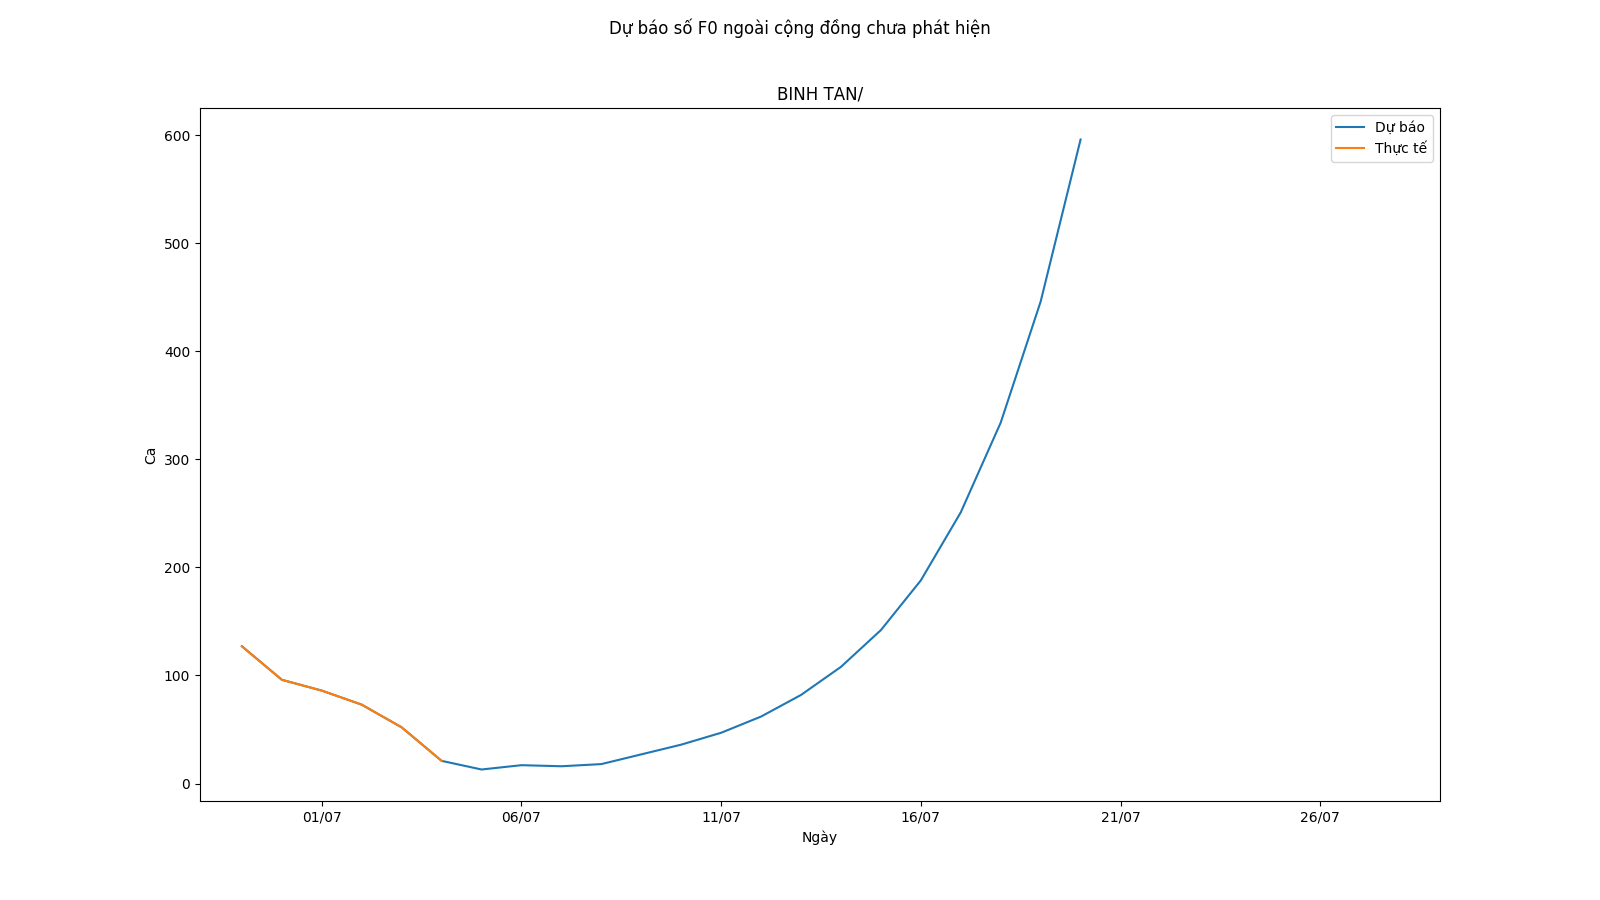 Dự báo số F0 ngoài cộng đồng chưa phát hiện
BINH TAN/
Dự báo
Thực tế
600
500
400
300
200
100
0
Ca
01/07
06/07
11/07
16/07
21/07
26/07
Ngày